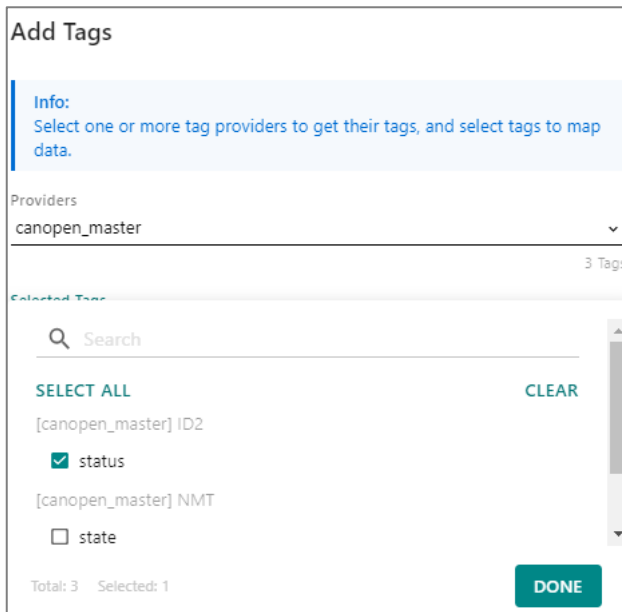 Add Tags
Info:
Select one or more tag providers to get their tags, and select tags to map
data.
Providers
canopen_master
3 Tags
Selected Tags
Search
SELECT ALL CLEAR
[canopen_master] ID2
status
[canopen_master] NMT
state
Total: 3 Selected: 1
DONE